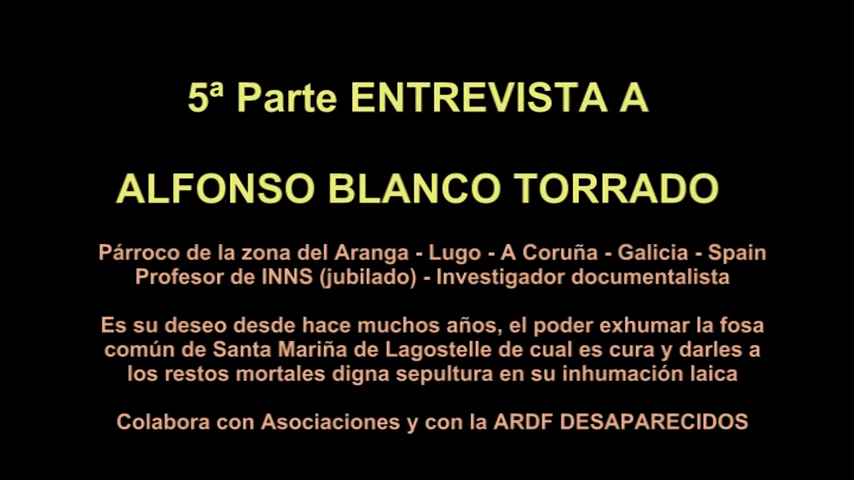 5ª Parte ENTREVISTA A
ALFONSO BLANCO TORRADO
Párroco de la zona del Aranga - Lugo - A Coruña - Galicia - Spain
Profesor de INNS (jubilado) - Investigador documentalista
Es su deseo desde hace muchos años, el poder exhumar la fosa
común de Santa Mariña de Lagostelle de cual es cura y darles a
los restos mortales digna sepultura en su inhumación laica
Colabora con Asociaciones y con la ARDF DESAPARECIDOS